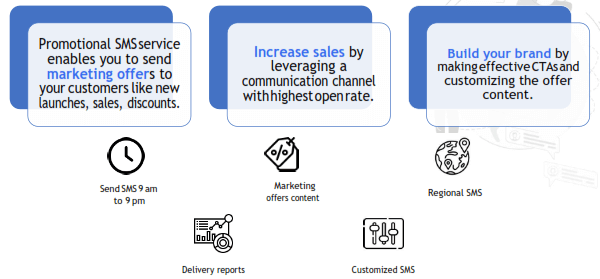 Promotional SMS service
enables you to send
marketing offers to
your customers like new
launches, sales, discounts.
Increase sales by
leveraging a
communication channel
with highest open rate.
Build your brand by
making effective CTAs and
customizing the offer
content.
Send SMS 9 am
to 9 pm
Marketing
offers content
Regional SMS
Delivery reports
Customized SMS